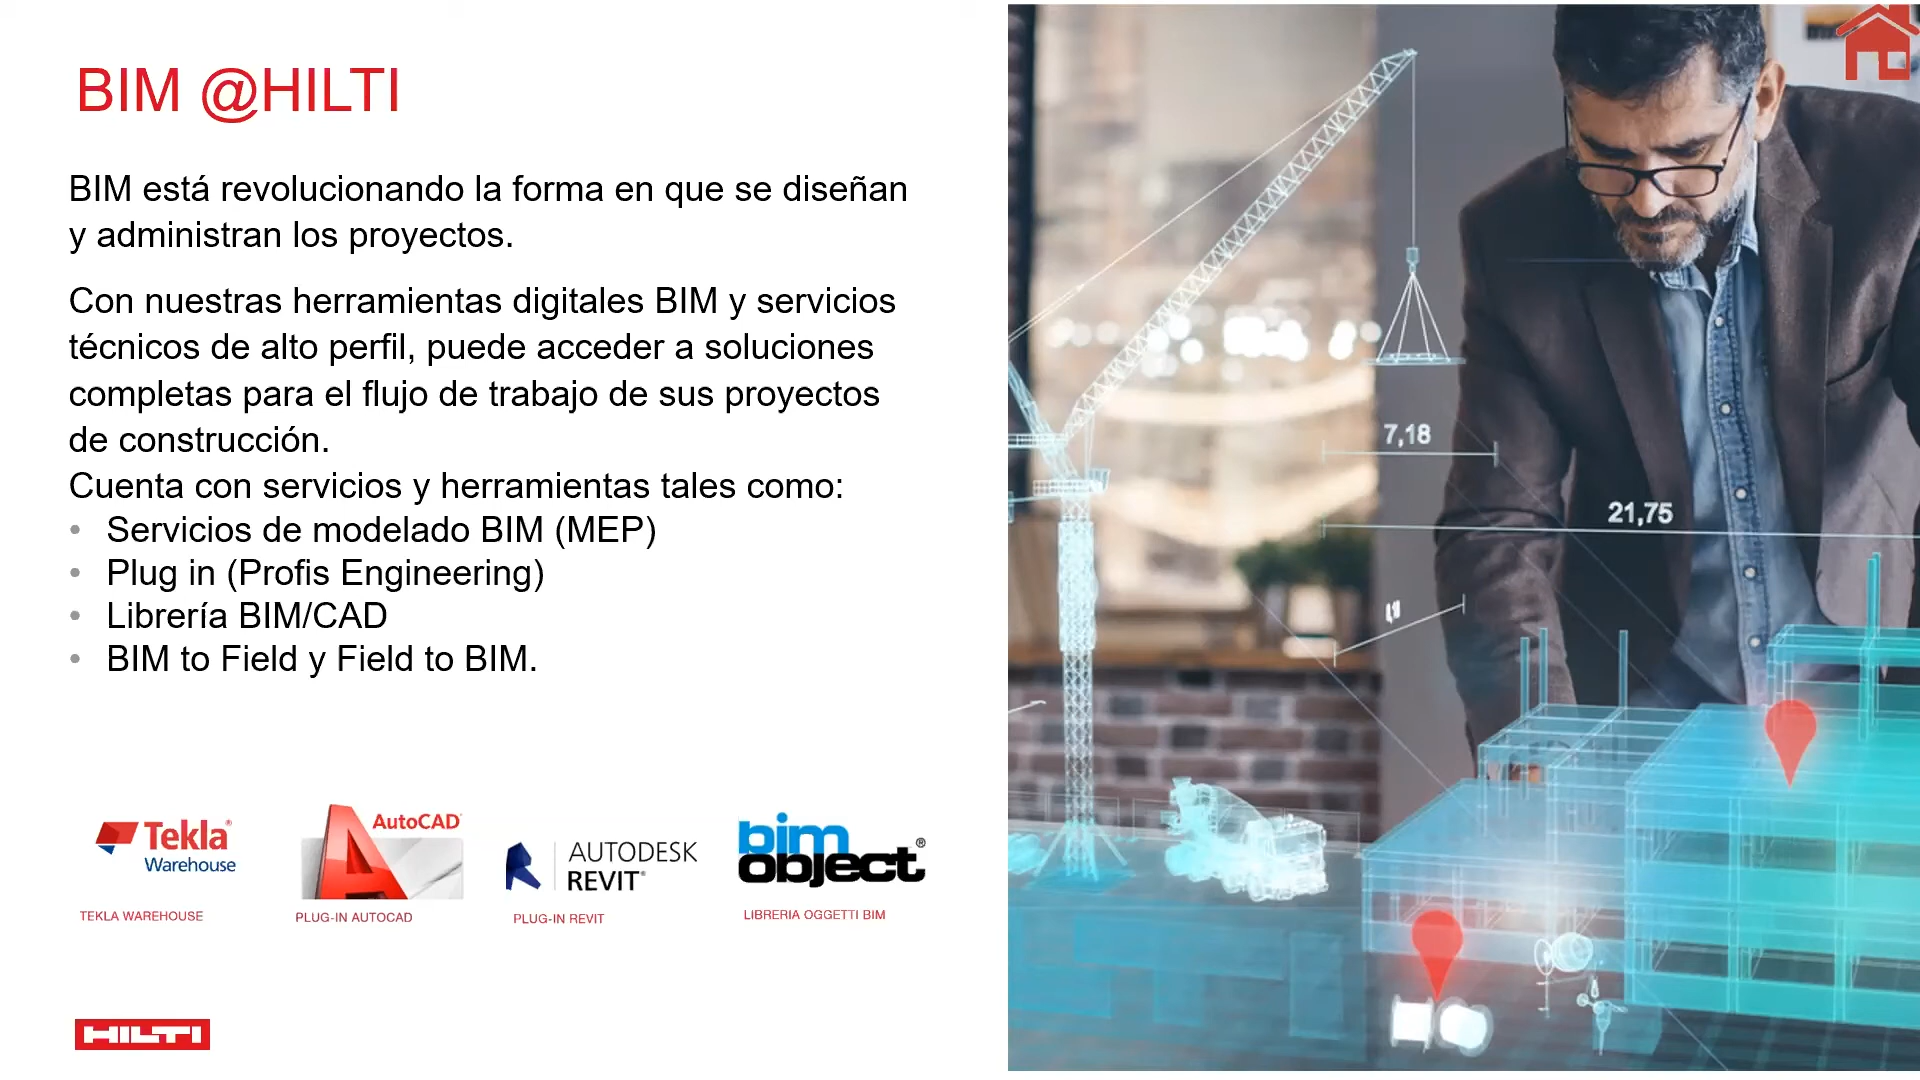 BIM @HILTI
BIM está revolucionando la forma en que se diseñan
y administran los proyectos.
Con nuestras herramientas digitales BIM y servicios
técnicos de alto perfil, puede acceder a soluciones
completas para el flujo de trabajo de sus proyectos
de construcción.
Cuenta con servicios y herramientas tales como:
• Servicios de modelado BIM (MEP)
• Plug in (Profis Engineering)
• Librería BIM/CAD
• BIM to Field y Field to BIM.
Tekla®
Warehouse
TEKLA WAREHOUSE
AutoCAD®
PLUG-IN AUTOCAD
AUTODESK
REVIT®
PLUG-IN REVIT
bim
object®
LIBRERIA OGGETTI BIM
HILTI
7,18
21,75